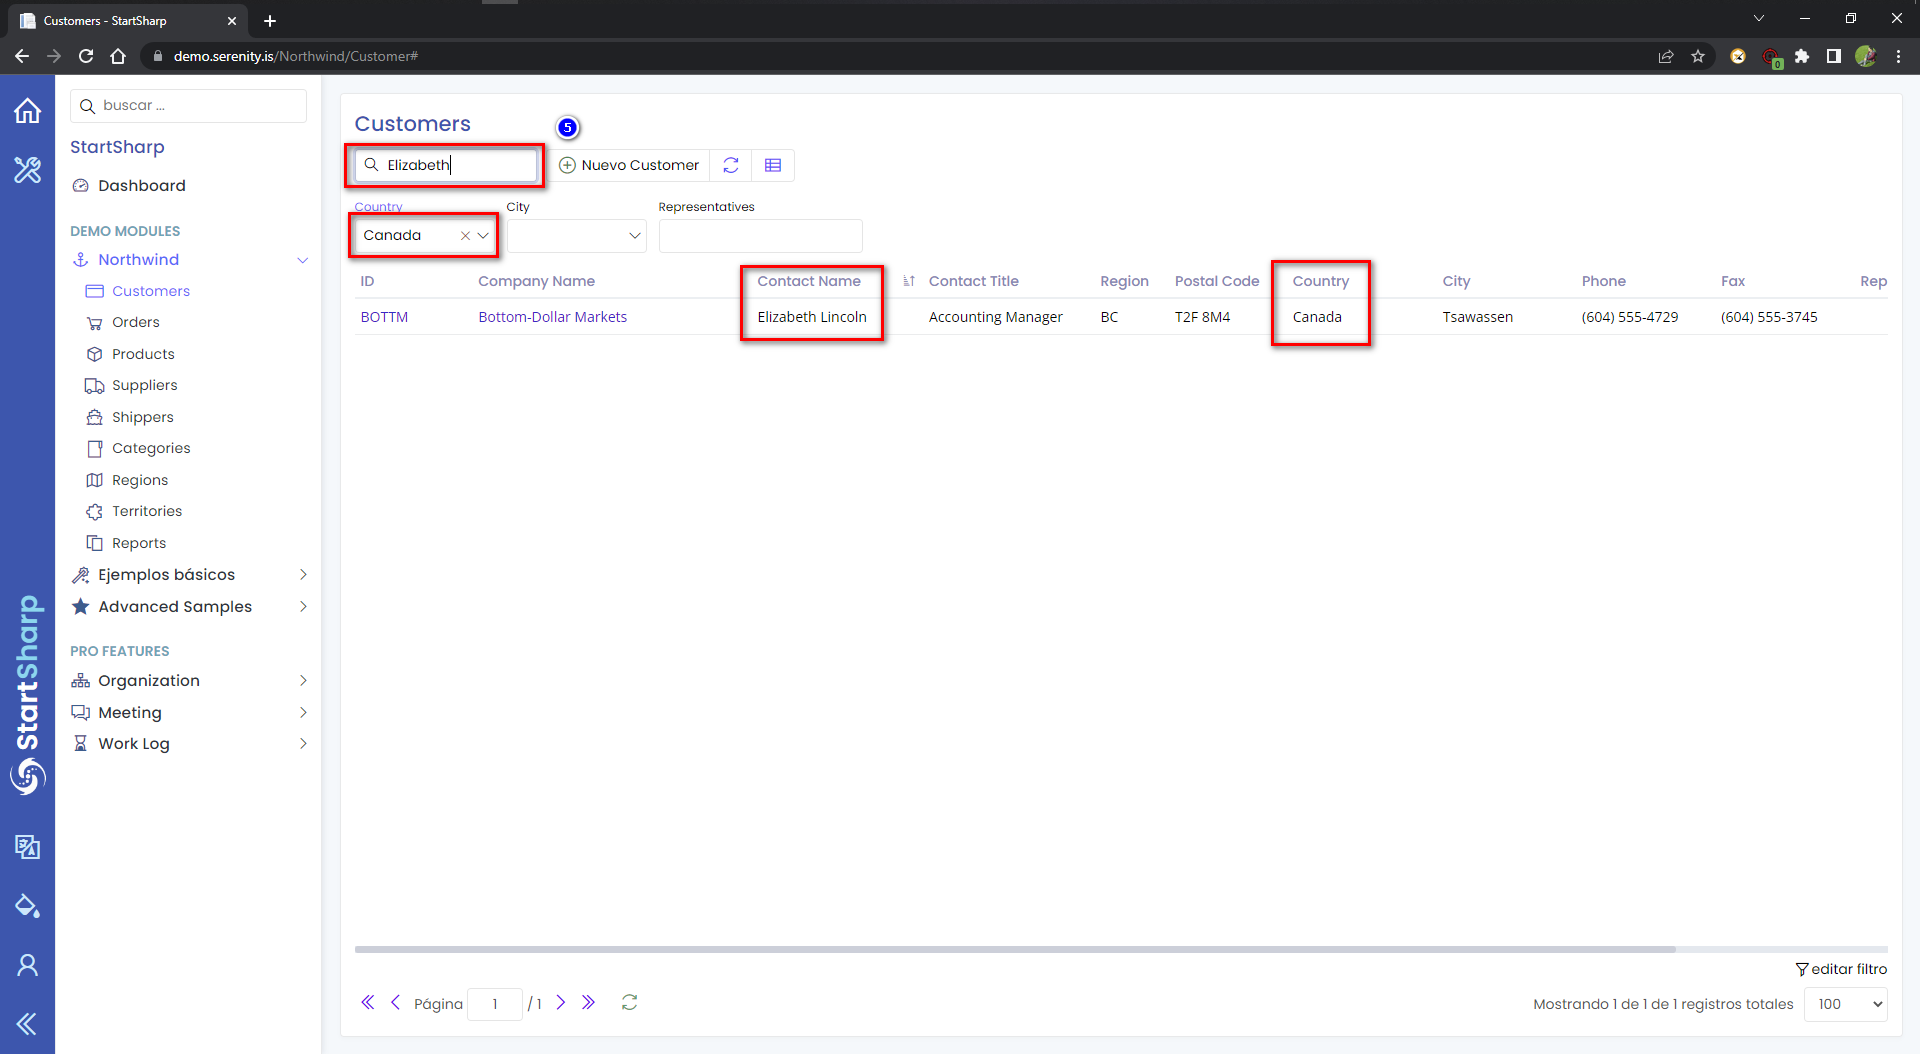 Customers - StartSharp
demo.serenity.is/Northwind/Customer#
0
buscar ...
StartSharp
Dashboard
DEMO MODULES
Northwind
Customers
Orders
Products
Suppliers
Shippers
Categories
Regions
Territories
Reports
Ejemplos básicos
Advanced Samples
PRO FEATURES
Organization
Meeting
Work Log
StartSharp
Customers
5
Elizabeth
Nuevo Customer
Country City Representatives
Canada
ID Company Name Contact Name Contact Title Region Postal Code Country City Phone Fax Rep
BOTTM Bottom-Dollar Markets Elizabeth Lincoln Accounting Manager BC T2F 8M4 Canada Tsawassen (604) 555-4729 (604) 555-3745
editar filtro
Página 1 / 1
Mostrando 1 de 1 de 1 registros totales 100